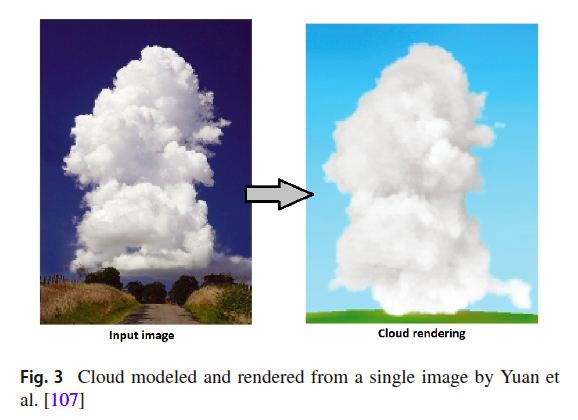 Input image
Cloud rendering
Fig. 3 Cloud modeled and rendered from a single image by Yuan et
al. [107]